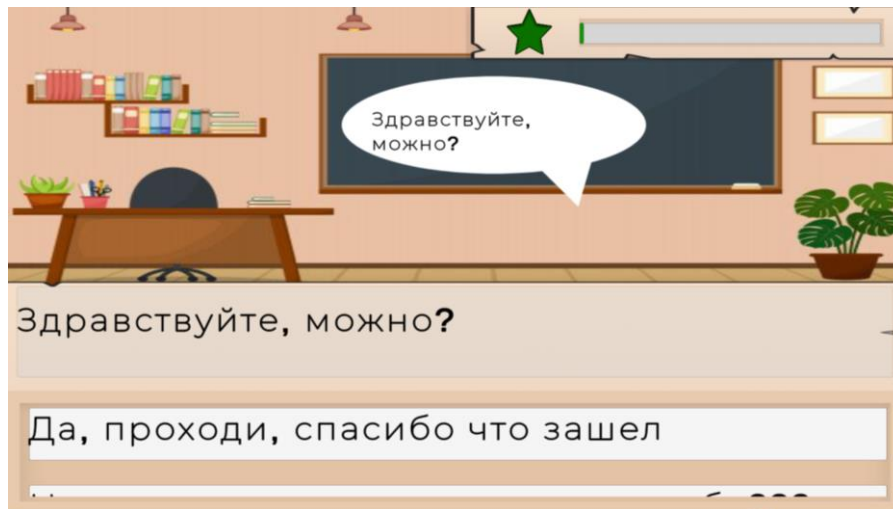 Здравствуйте,
можно?
Здравствуйте, можно?
Да, проходи, спасибо что зашел